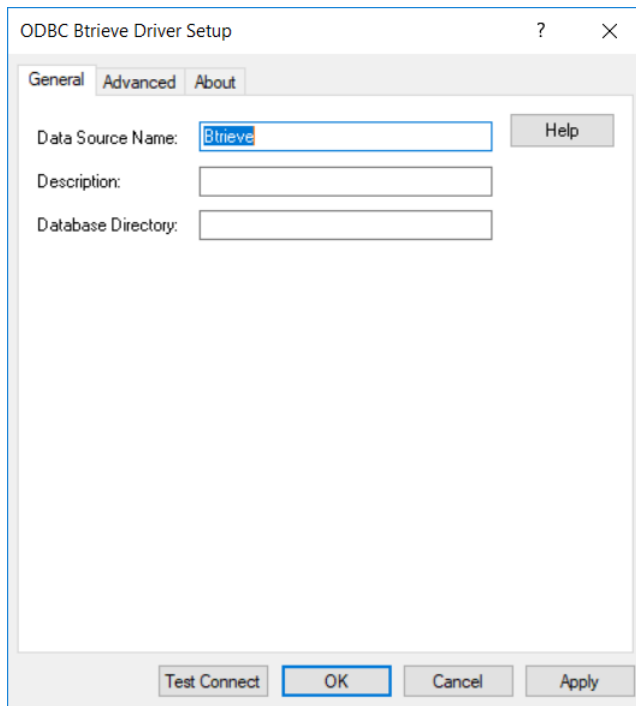 ODBC Btrieve Driver Setup ?
General Advanced About
Data Source Name: Btrieve Help
Description:
Database Directory:
Test Connect OK Cancel Apply